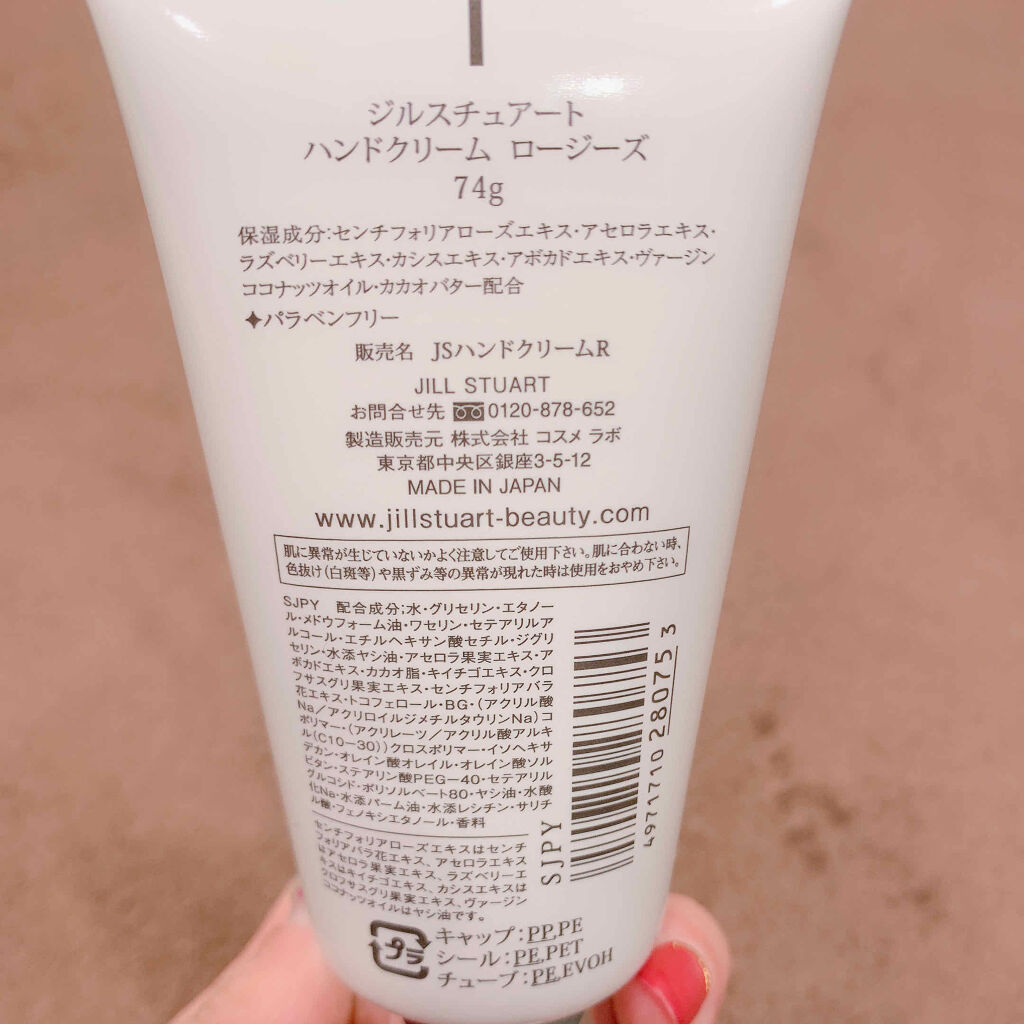 ジルスチュアート
ハンドクリーム ロージーズ
74g
保湿成分:センチフォリアローズエキス・アセロラエキス・
ラズベリーエキス・カシスエキス・アボカドエキス・ヴァージン
ココナッツオイル・カカオバター配合
✦パラベンフリー
販売名 JSハンドクリームR
JILL STUART
お問合せ先 0120-878-652
製造販売元 株式会社 コスメ ラボ
東京都中央区銀座3-5-12
MADE IN JAPAN
www.jillstuart-beauty.com
肌に異常が生じていないかよく注意してご使用下さい。肌に合わない時、
色抜け(白斑等)や黒ずみ等の異常が現れた時は使用をおやめ下さい。
SJPY 配合成分;水・グリセリン・エタノー
ル・メドウフォーム油・ワセリン・セテアリルア
ルコール・エチルヘキサン酸セチル・ジグリ
セリン・水添ヤシ油・アセロラ果実エキス・ア
ボカドエキス・カカオ脂・キイチゴエキス・クロ
フサスグリ果実エキス・センチフォリアバラ
花エキス・トコフェロール・BG・(アクリル酸
Na/アクリロイルジメチルタウリンNa)コ
ポリマー・(アクリレーツ/アクリル酸アルキ
ル(C10-30))クロスポリマー・イソヘキサ
デカン・オレイン酸オレイル・オレイン酸ソル
ビタン・ステアリン酸PEG-40・セテアリル
グルコシド・ポリソルベート80・ヤシ油・水酸
化Na・水添パーム油・水添レシチン・サリチ
ル酸・フェノキシエタノール・香料
センチフォリアローズエキスはセンチ
フォリアバラ花エキス、アセロラエキス
はアセロラ果実エキス、ラズベリーエ
キスはキイチゴエキス、カシスエキスは
クロフサスグリ果実エキス、ヴァージン
ココナッツオイルはヤシ油です。
SJPY
4971710 280753
プラ
キャップ:PP,PE
シール:PE,PET
チューブ:PE,EVOH